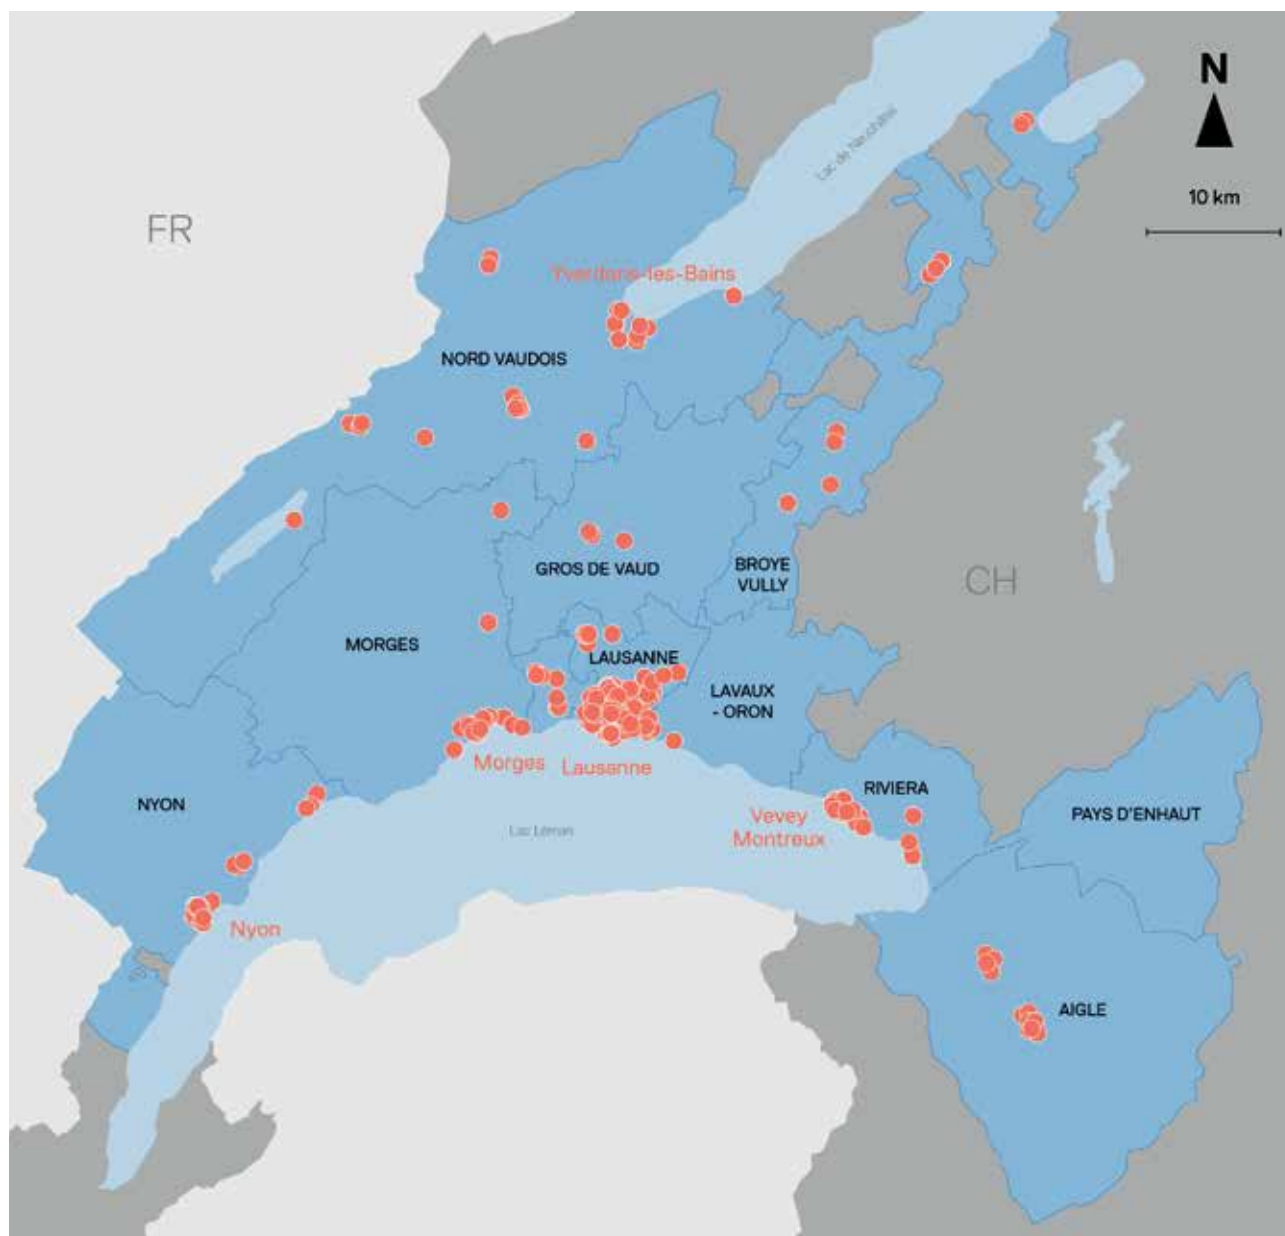 N
10 km
Lac de Neuchâtel
FR
Yverdons-les-Bains
NORD VAUDOIS
GROS DE VAUD
BROYE
VULLY
CH
MORGES
LAUSANNE
LAVAUX
- ORON
Morges
Lausanne
NYON
RIVIERA
Vevey
Montreux
PAYS D'ENHAUT
Lac Léman
Nyon
AIGLE